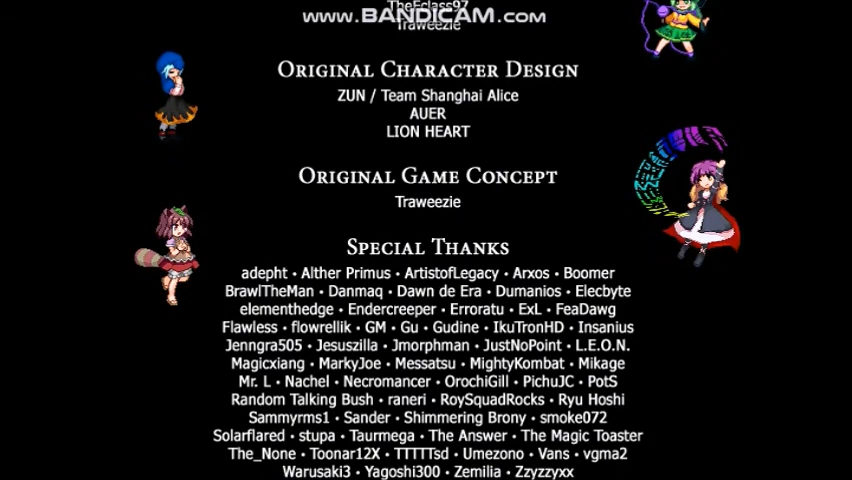 TheEclass97
www.BANDICAM.com
Traweezie
ORIGINAL CHARACTER DESIGN
ZUN / Team Shanghai Alice
AUER
LION HEART
ORIGINAL GAME CONCEPT
Traweezie
SPECIAL THANKS
adepht • Alther Primus • ArtistofLegacy • Arxos • Boomer
BrawlTheMan • Danmaq • Dawn de Era • Dumanios • Elecbyte
elementhedge • Endercreeper • Erroratu • ExL • FeaDawg
Flawless • flowrellik • GM • Gu • Gudine • IkuTronHD • Insanius
Jenngra505 • Jesuszilla • Jmorphman • JustNoPoint • L.E.O.N.
Magicxiang • MarkyJoe • Messatsu • MightyKombat • Mikage
Mr. L • Nachel • Necromancer • OrochiGill • PichuJC • PotS
Random Talking Bush • raneri • RoySquadRocks • Ryu Hoshi
Sammyrms1 • Sander • Shimmering Brony • smoke072
Solarflared • stupa • Taurmega • The Answer • The Magic Toaster
The_None • Toonar12X • TTTTTsd • Umezono • Vans • vgma2
Warusaki3 • Yagoshi300 • Zemilia • Zzyzzyxx